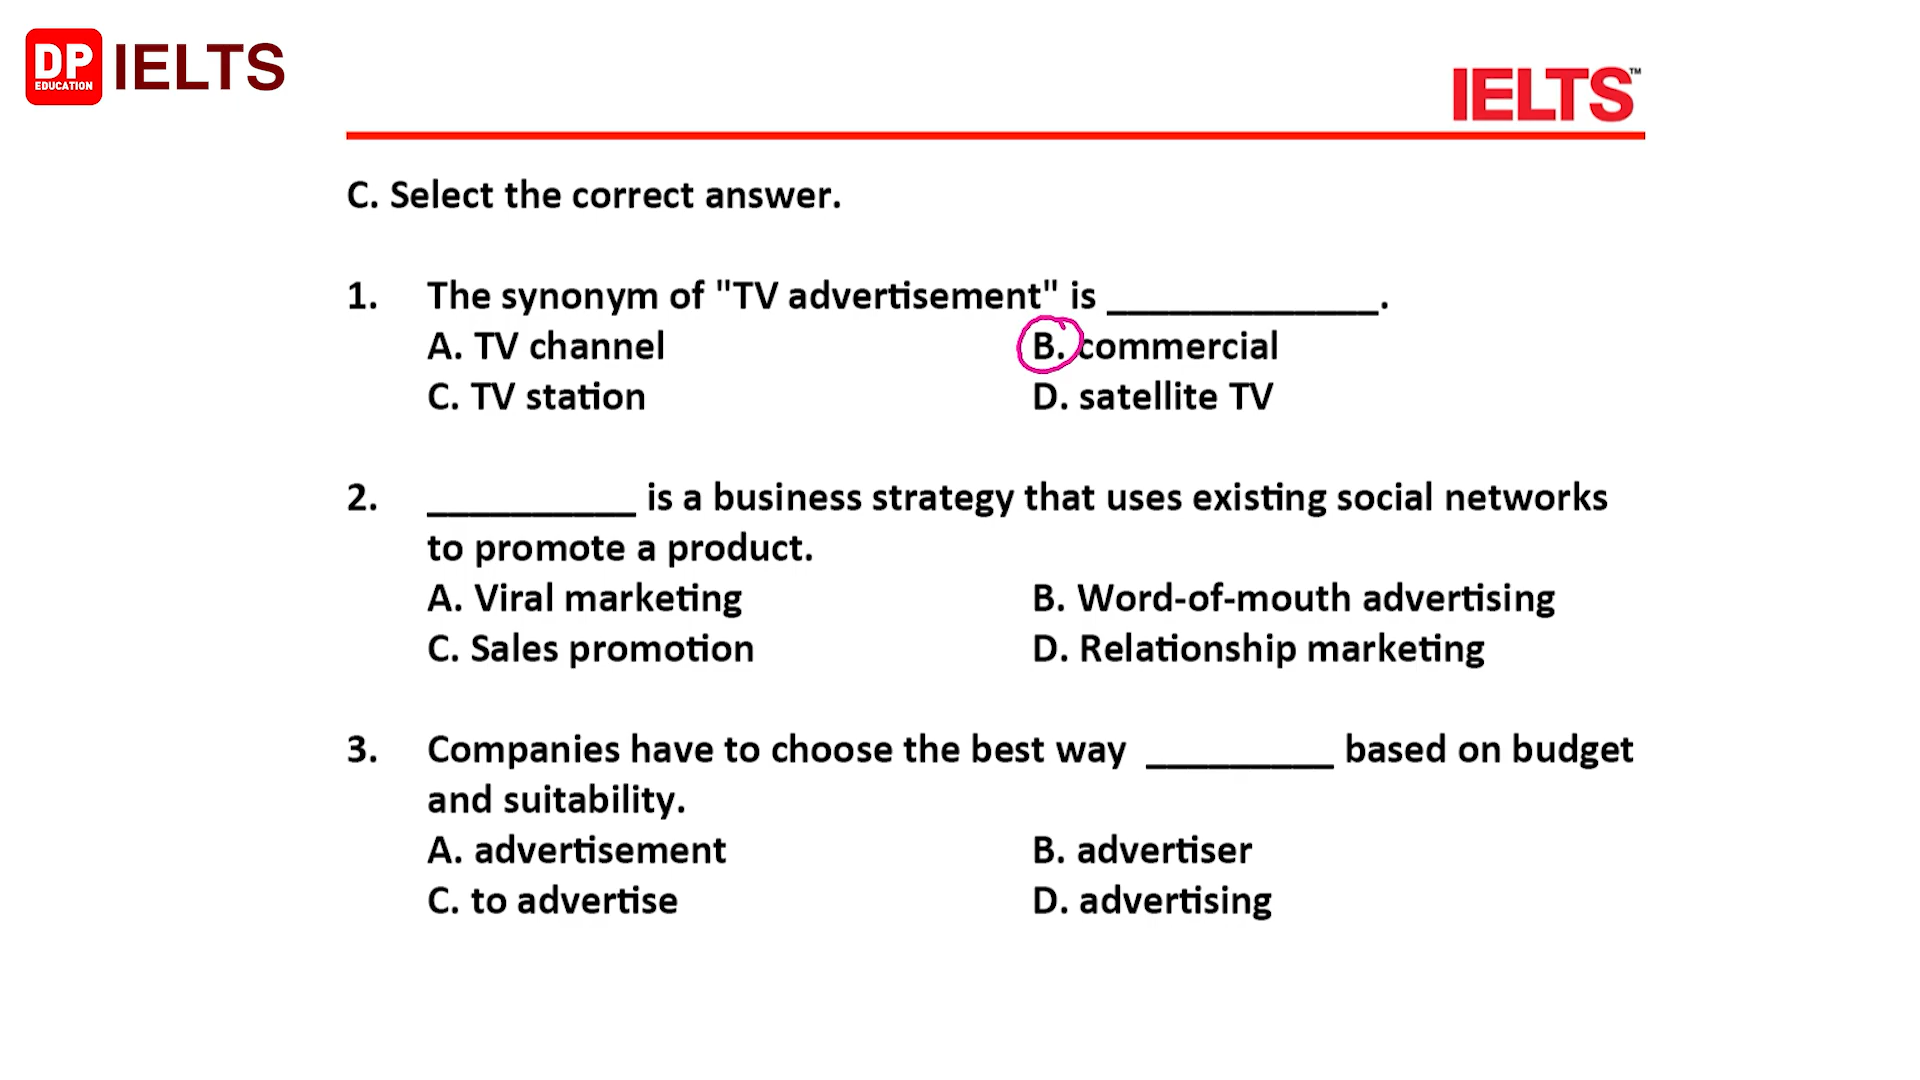 DP
EDUCATION
IELTS
IELTS™
C. Select the correct answer.
1. The synonym of "TV advertisement" is _____________.
A. TV channel B. commercial
C. TV station D. satellite TV
2. __________ is a business strategy that uses existing social networks
to promote a product.
A. Viral marketing B. Word-of-mouth advertising
C. Sales promotion D. Relationship marketing
3. Companies have to choose the best way _________ based on budget
and suitability.
A. advertisement B. advertiser
C. to advertise D. advertising